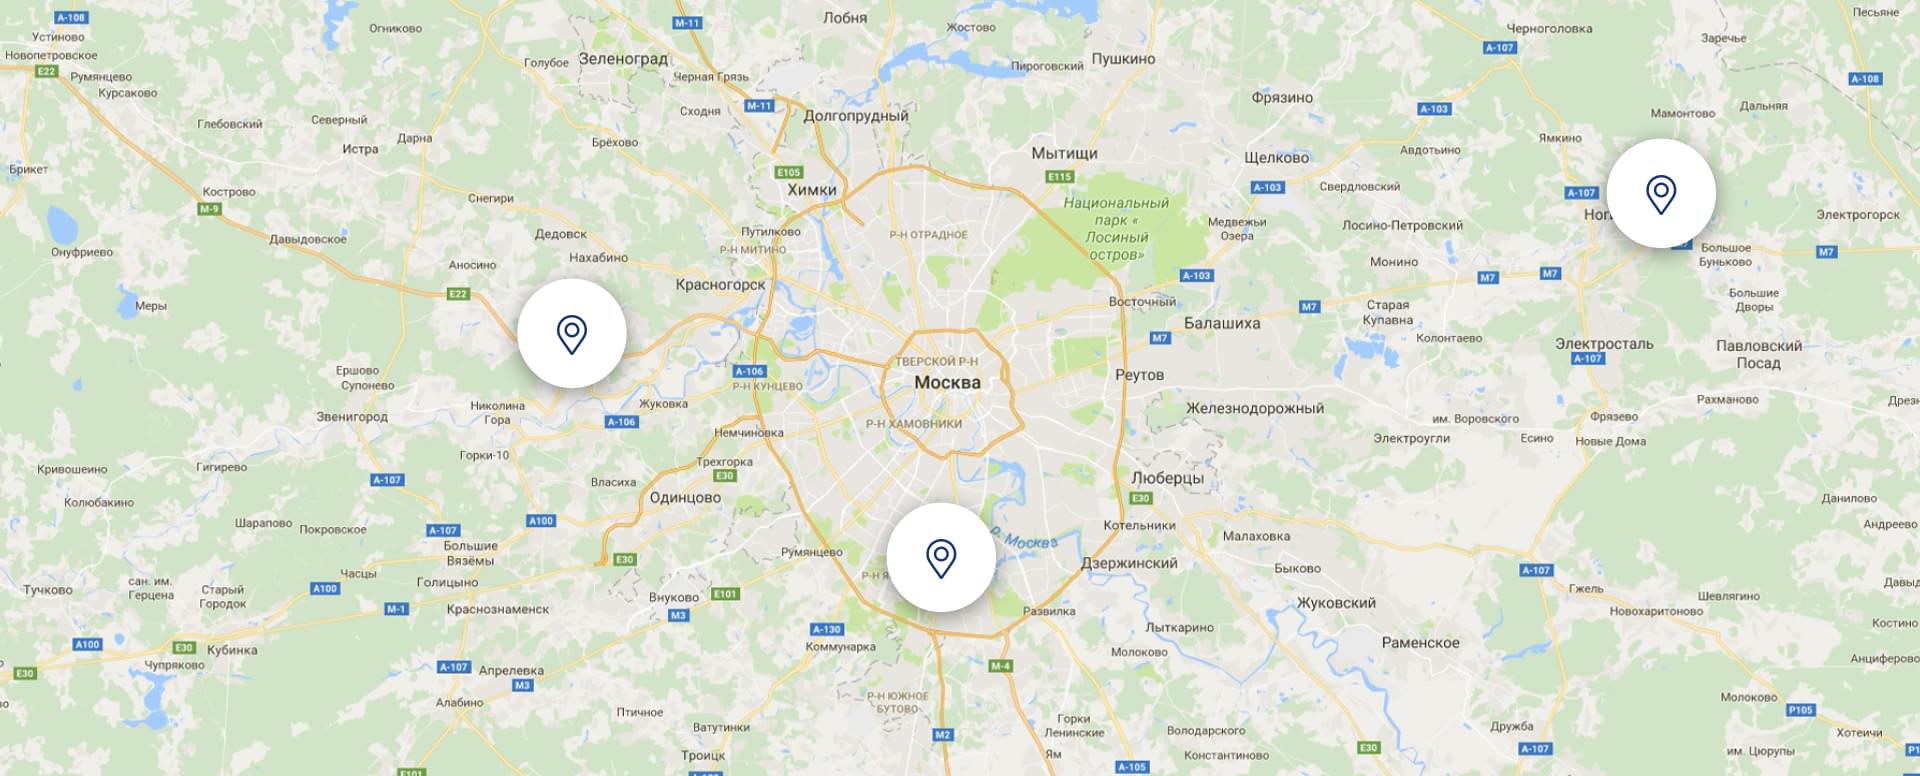 А-108
Устиново
Новопетровское
Е22
Румянцево
Курсаково
Огниково
М-11
Лобня
Жостово
Голубое
Зеленоград
Черная Грязь
Пироговский
Пушкино
Черноголовка
А-107
Песьяне
Заречье
А-108
М-11
Сходня
Долгопрудный
Фрязино
А-103
Мамонтово
Дальняя
Глебовский
Северный
Дарна
Истра
Брёхово
Ямкино
Авдотьино
Мытищи
Е115
Щелково
А-103
Свердловский
А-107
Брикет
Кострово
М-9
Снегири
Е105
Химки
Национальный
парк «
Лосиный
остров»
Медвежьи
Озера
Лосино-Петровский
Электрогорск
Онуфриево
Давыдовское
Дедовск
Нахабино
Путилково
Р-Н МИТИНО
Р-Н ОТРАДНОЕ
Монино
Большое
Буньково
М7
Аносино
Е22
Красногорск
А-103
Восточный
М7
М7
М7
Меры
Балашиха
М7
Старая
Купавна
Колонтаево
Большие
Дворы
Электросталь
А-107
Павловский
Посад
Ершово
Супонево
А-106
Р-Н КУНЦЕВО
ТВЕРСКОЙ Р-Н
Москва
Реутов
Рахманово
Звенигород
Николина
Гора
Жуковка
А-106
Р-Н ХАМОВНИКИ
Железнодорожный
им. Воровского
Фрязево
Немчиновка
Электроугли
Есино
Новые Дома
Кривошеино
Гигирево
Горки-10
Трехгорка
Е30
А-107
Власиха
Одинцово
Люберцы
Е30
Колюбакино
Данилово
Шарапово
Покровское
А-107
А100
Котельники
Малаховка
Андреево
Большие
Вязёмы
Е30
Румянцево
р. Москва
Дзержинский
Быково
А-107
Часцы
Голицыно
Тучково
сан. им.
Герцена
Старый
Городок
А100
М-1
Краснознаменск
Внуково
Е101
М3
Развилка
Жуковский
Гжель
Шевлягино
Новохаритоново
А-130
Коммунарка
Лыткарино
Раменское
А100
Е30
Кубинка
Чупряково
Е30
А-107
Апрелевка
М3
М-4
Молоково
Алабино
Птичное
Р-Н ЮЖНОЕ
БУТОВО
Молоково
Р105
Ватутинки
М2
Горки
Ленинские
Володарского
Дружба
Хотеичи
Троицк
Ям
А-105
Константиново
Е30
А-107
им. Цюрупы
Е101